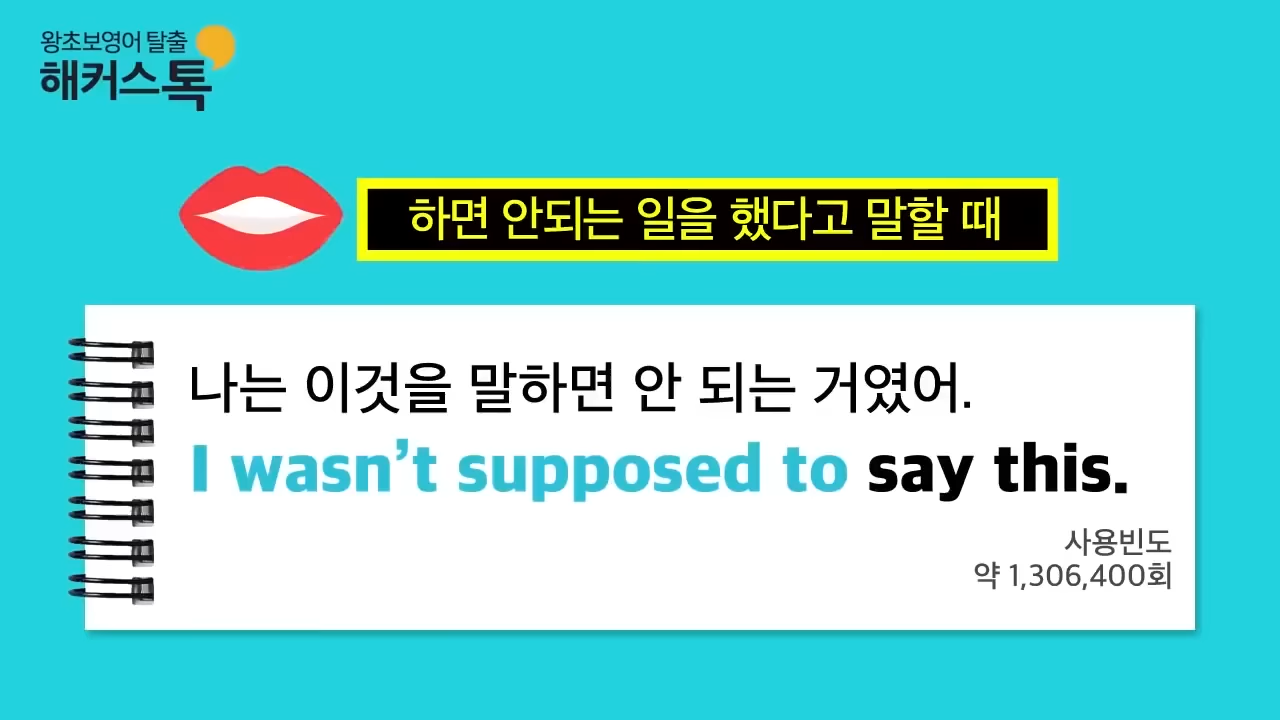 왕초보영어 탈출
해커스톡
하면 안되는 일을 했다고 말할 때
나는 이것을 말하면 안 되는 거였어.
I wasn't supposed to say this.
사용빈도
약 1,306,400회